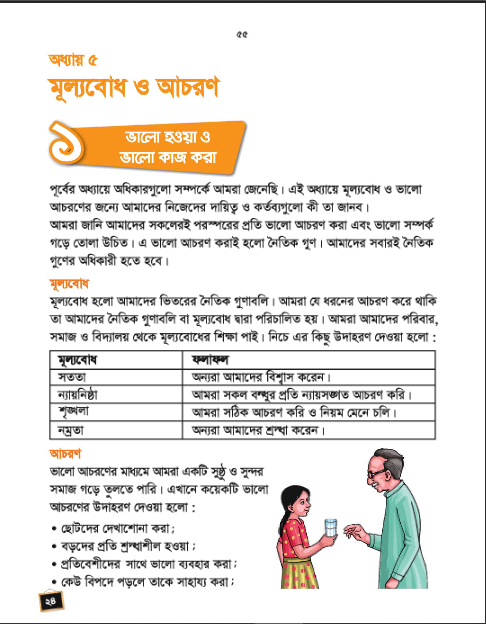 ৫৫
অধ্যায় ৫
মূল্যবোধ ও আচরণ
১
ভালো হওয়া ও
ভালো কাজ করা
পূর্বের অধ্যায়ে অধিকারগুলো সম্পর্কে আমরা জেনেছি। এই অধ্যায়ে মূল্যবোধ ও ভালো
আচরণের জন্যে আমাদের নিজেদের দায়িত্ব ও কর্তব্যগুলো কী তা জানব।
আমরা জানি আমাদের সকলেরই পরস্পরের প্রতি ভালো আচরণ করা এবং ভালো সম্পর্ক
গড়ে তোলা উচিত। এ ভালো আচরণ করাই হলো নৈতিক গুণ। আমাদের সবারই নৈতিক
গুণের অধিকারী হতে হবে।
মূল্যবোধ
মূল্যবোধ হলো আমাদের ভিতরের নৈতিক গুণাবলি। আমরা যে ধরনের আচরণ করে থাকি
তা আমাদের নৈতিক গুণাবলি বা মূল্যবোধ দ্বারা পরিচালিত হয়। আমরা আমাদের পরিবার,
সমাজ ও বিদ্যালয় থেকে মূল্যবোধের শিক্ষা পাই। নিচে এর কিছু উদাহরণ দেওয়া হলো :
মূল্যবোধ ফলাফল
সততা অন্যরা আমাদের বিশ্বাস করেন।
ন্যায়নিষ্ঠা আমরা সকল বন্ধুর প্রতি ন্যায়সঙ্গত আচরণ করি।
শৃঙ্খলা আমরা সঠিক আচরণ করি ও নিয়ম মেনে চলি।
নম্রতা অন্যরা আমাদের শ্রদ্ধা করেন।
আচরণ
ভালো আচরণের মাধ্যমে আমরা একটি সুষ্ঠু ও সুন্দর
সমাজ গড়ে তুলতে পারি। এখানে কয়েকটি ভালো
আচরণের উদাহরণ দেওয়া হলো :
• ছোটদের দেখাশোনা করা;
• বড়দের প্রতি শ্রদ্ধাশীল হওয়া;
• প্রতিবেশীদের সাথে ভালো ব্যবহার করা;
• কেউ বিপদে পড়লে তাকে সাহায্য করা;
২৪